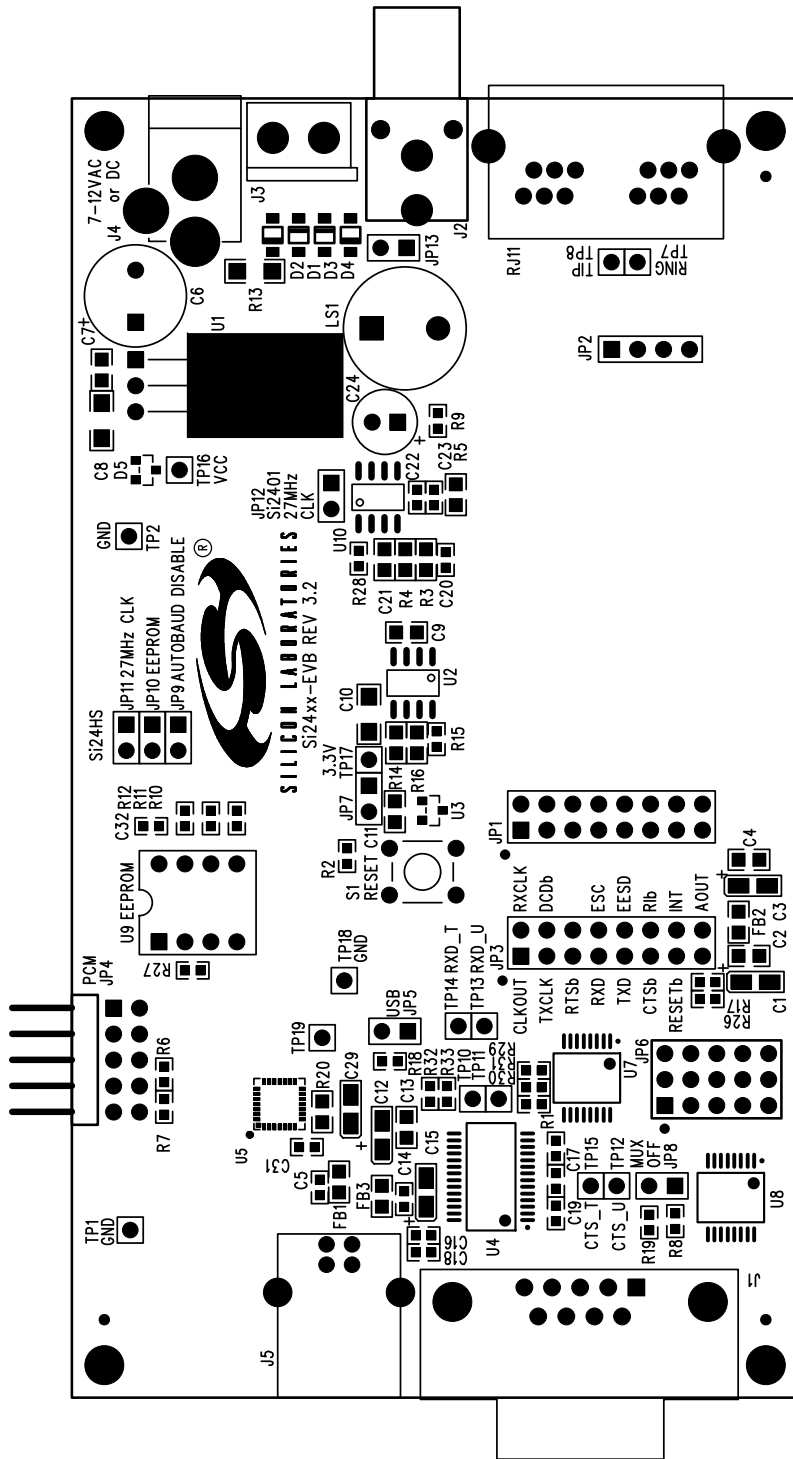 7-12VAC
or DC
J4
J3
J2
RJ11
TIP
TP8
RING
TP7
D2
D1
D3
D4
JP13
R13
C6
C7+
U1
LS1
JP2
C24
+
R9
C8
D5
TP16
VCC
JP12
Si2401
27MHz
CLK
C22
C23
R5
GND
TP2
U10
R28
C21
R4
R3
C20
®
SILICON LABORATORIES
Si24xx-EVB REV 3.2
Si24HS
JP11 27MHz CLK
JP10 EEPROM
JP9 AUTOBAUD DISABLE
C9
U2
C10
3.3V
TP17
JP7
R14
R16
R15
C11
U3
C32
R12
R11
R10
U9 EEPROM
R2
S1
RESET
JP1
C4
+
C3
RXCLK
DCDb
ESC
EESD
RIb
INT
AOUT
JP3
FB2
C2
CLKOUT
TXCLK
RTSb
RXD
TXD
CTSb
RESETb
+
C1
R17
R26
R27
TP18
GND
PCM
JP4
TP14 RXD_T
TP13 RXD_U
USB
JP5
TP19
R6
R7
R18
R32
R33
TP10
TP11
R29
R31
R30
R1
U7
JP6
U5
R20
C29
C12
+
C13
C31
C5
FB1
FB3
C14
C15
+
C16
C18
U4
C17
C19
TP15
TP12
CTS_T
CTS_U
MUX
OFF
JP8
R19
R8
U8
TP1
GND
J5
J1